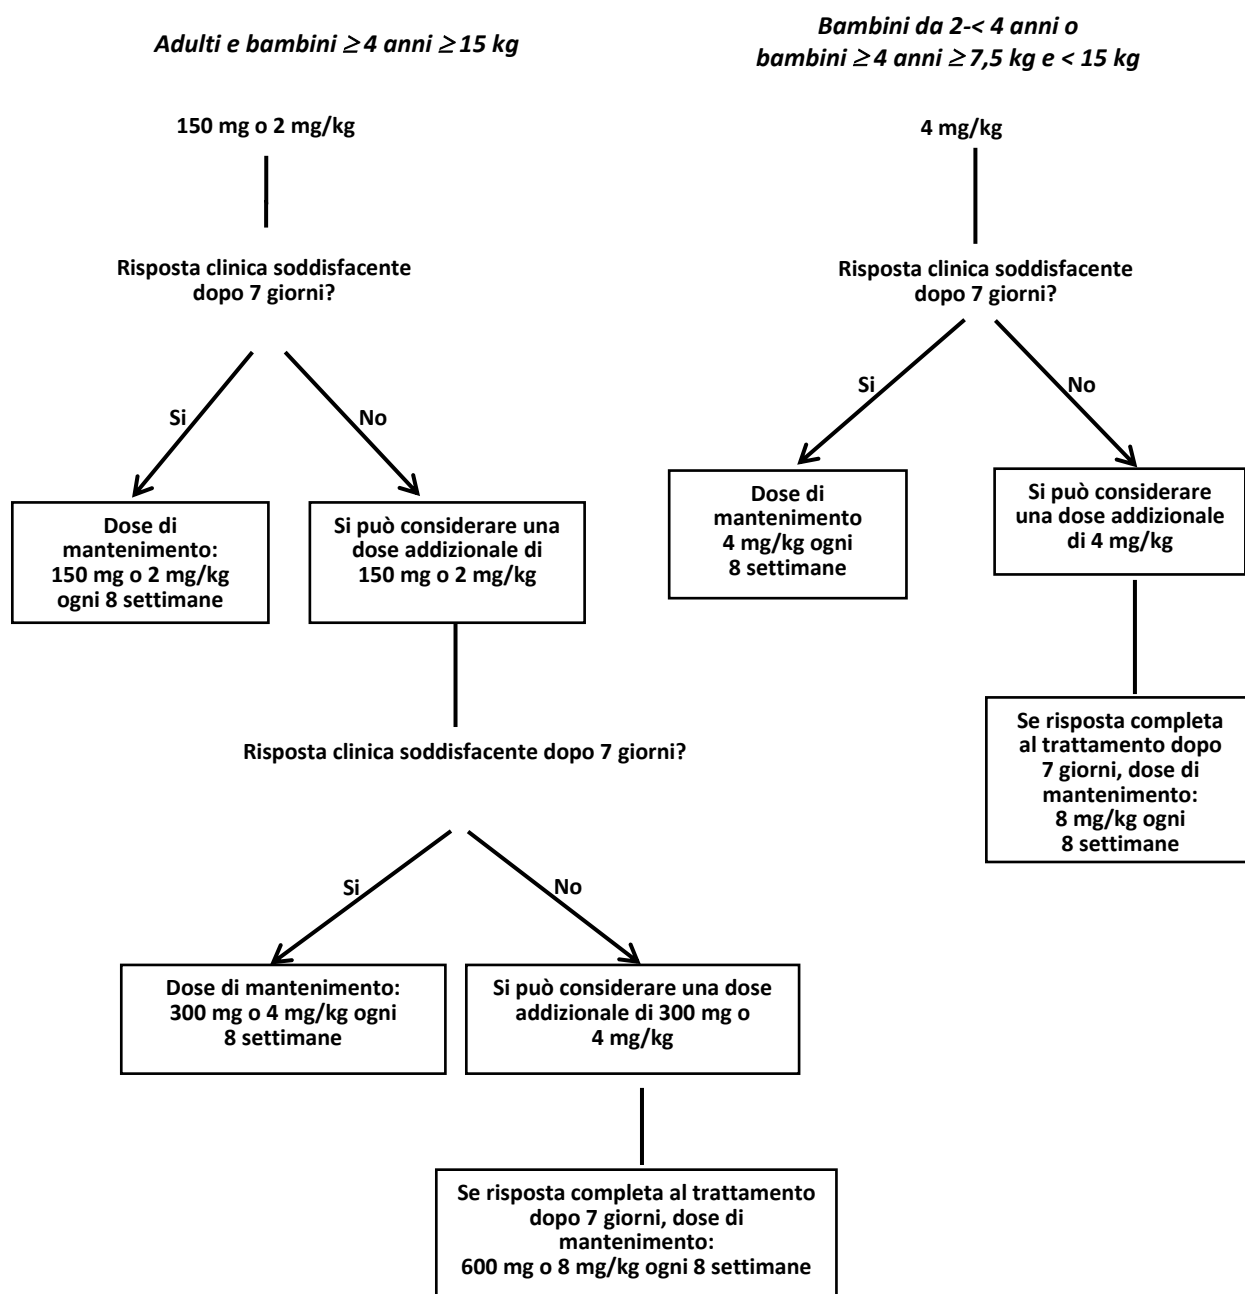 Adulti e bambini ≥ 4 anni ≥ 15 kg
150 mg o 2 mg/kg
Risposta clinica soddisfacente
dopo 7 giorni?
Si
No
Dose di
mantenimento:
150 mg o 2 mg/kg
ogni 8 settimane
Si può considerare una
dose addizionale di
150 mg o 2 mg/kg
Risposta clinica soddisfacente dopo 7 giorni?
Si
No
Dose di mantenimento:
300 mg o 4 mg/kg ogni
8 settimane
Si può considerare una dose
addizionale di 300 mg o
4 mg/kg
Se risposta completa al trattamento
dopo 7 giorni, dose di
mantenimento:
600 mg o 8 mg/kg ogni 8 settimane
Bambini da 2-< 4 anni o
bambini ≥ 4 anni ≥ 7,5 kg e < 15 kg
4 mg/kg
Risposta clinica soddisfacente
dopo 7 giorni?
Si
No
Dose di
mantenimento
4 mg/kg ogni
8 settimane
Si può considerare
una dose addizionale
di 4 mg/kg
Se risposta completa
al trattamento dopo
7 giorni, dose di
mantenimento:
8 mg/kg ogni
8 settimane